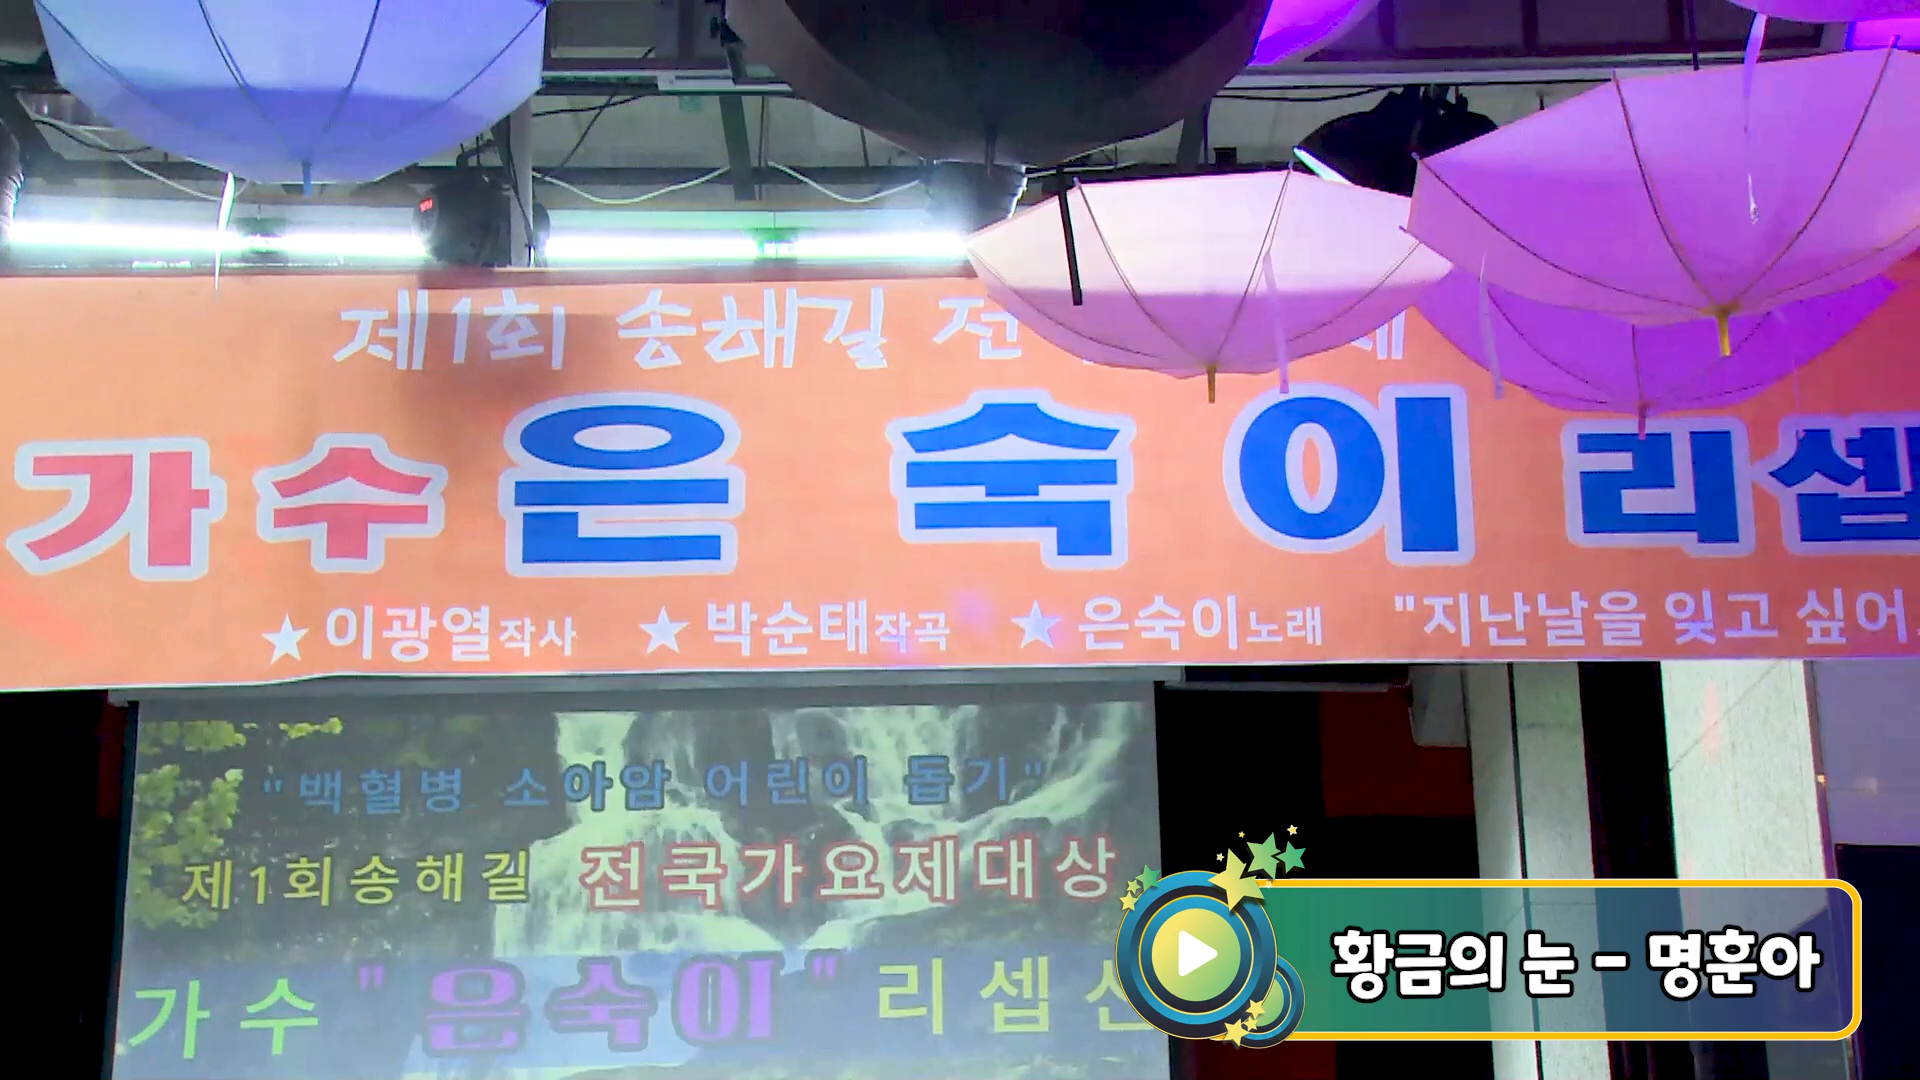 제1회 송해길 전
가수 은숙이 리셉
★이광열작사 ★박순태작곡 ★은숙이노래 "지난날을 잊고 싶어
"백혈병 소아암 어린이 돕기"
제1회송해길 전국가요제대상
가수 "은숙이" 리셉션
황금의 눈 - 명훈아